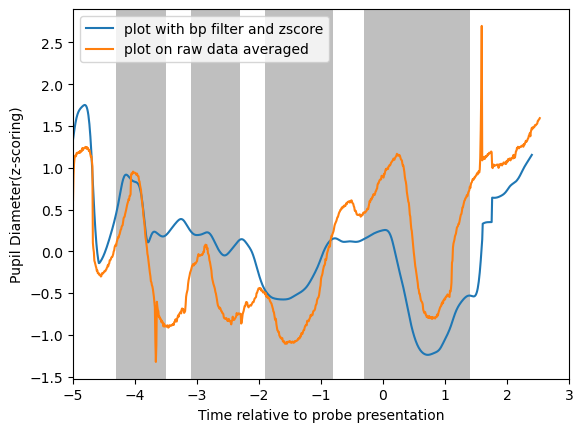 plot with bp filter and zscore
plot on raw data averaged
Pupil Diameter(z-scoring)
2.5
2.0
1.5
1.0
0.5
0.0
−0.5
−1.0
−1.5
−5 −4 −3 −2 −1 0 1 2 3
Time relative to probe presentation